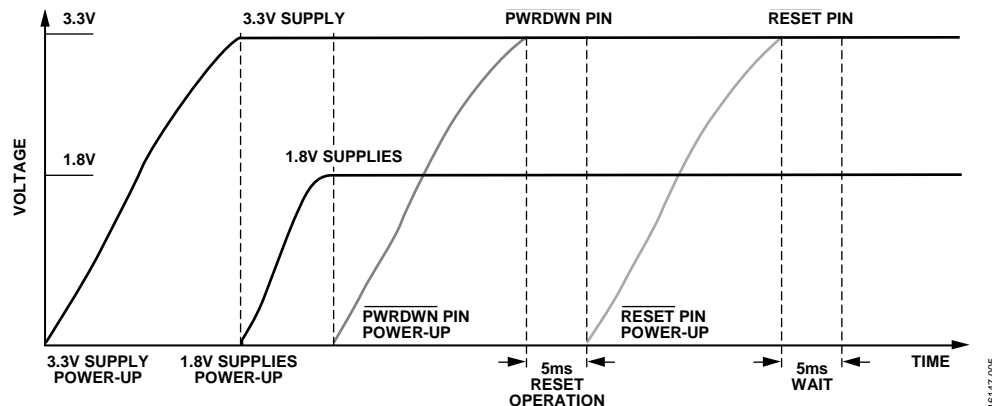 3.3V
3.3V SUPPLY
PWRDWN PIN
RESET PIN
VOLTAGE
1.8V
1.8V SUPPLIES
PWRDWN PIN
POWER-UP
RESET PIN
POWER-UP
3.3V SUPPLY
POWER-UP
1.8V SUPPLIES
POWER-UP
5ms
RESET
OPERATION
5ms
WAIT
TIME
16147-005